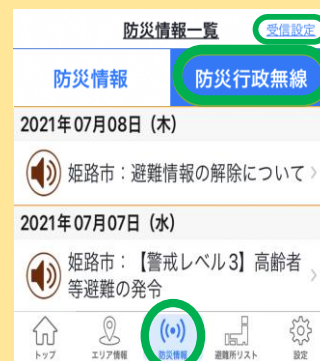 防災情報一覧 受信設定
防災情報 防災行政無線
2021年07月08日（木）
姫路市：避難情報の解除について
2021年07月07日（水）
姫路市：【警戒レベル3】高齢者
等避難の発令
トップ エリア情報 防災情報 避難所リスト 設定